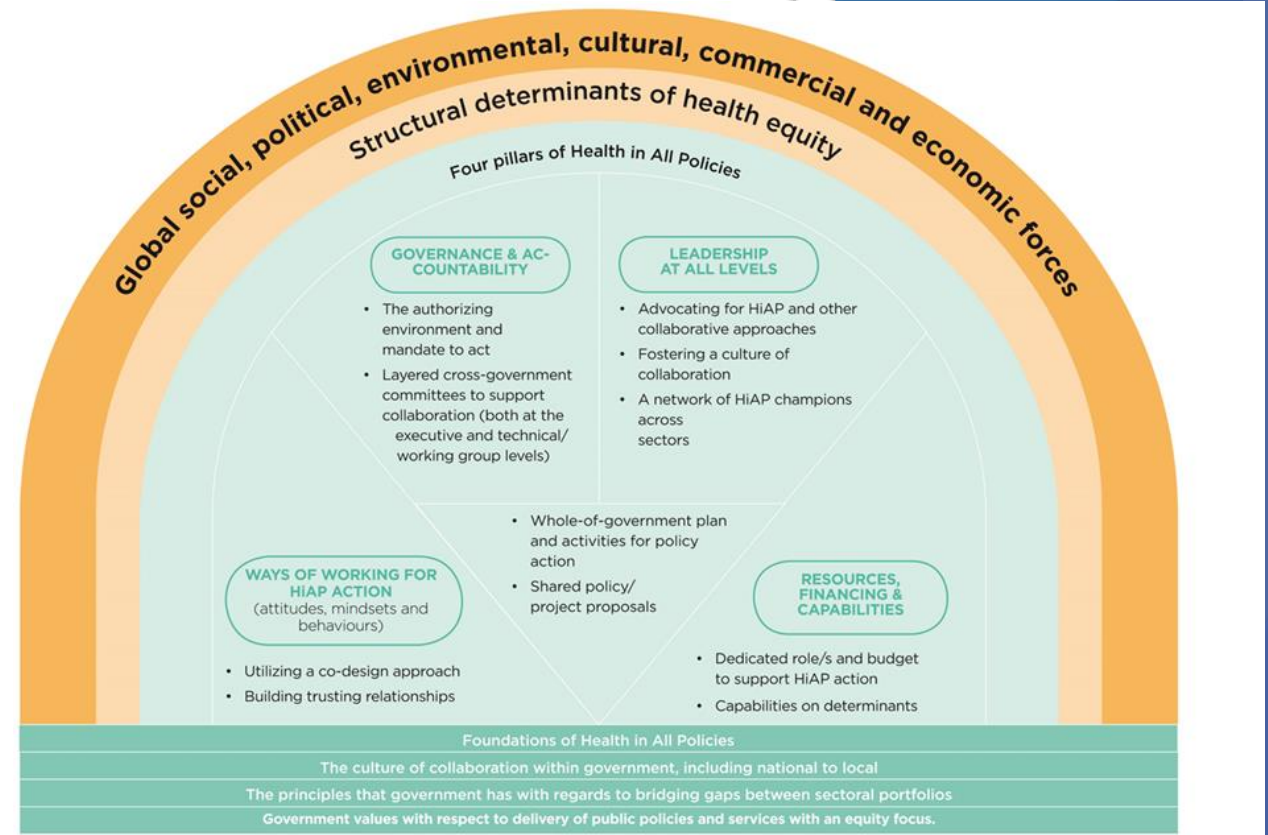 Global social, political, environmental, cultural, commercial and economic forces
Structural determinants of health equity
Four pillars of Health in All Policies
GOVERNANCE & AC-
COUNTABILITY
• The authorizing
environment and
mandate to act
• Layered cross-government
committees to support
collaboration (both at the
executive and technical/
working group levels)
LEADERSHIP
AT ALL LEVELS
• Advocating for HiAP and other
collaborative approaches
• Fostering a culture of
collaboration
• A network of HiAP champions
across
sectors
• Whole-of-government plan
and activities for policy
action
• Shared policy/
project proposals
WAYS OF WORKING FOR
HiAP ACTION
(attitudes, mindsets and
behaviours)
• Utilizing a co-design approach
• Building trusting relationships
RESOURCES,
FINANCING &
CAPABILITIES
• Dedicated role/s and budget
to support HiAP action
• Capabilities on determinants
Foundations of Health in All Policies
The culture of collaboration within government, including national to local
The principles that government has with regards to bridging gaps between sectoral portfolios
Government values with respect to delivery of public policies and services with an equity focus.